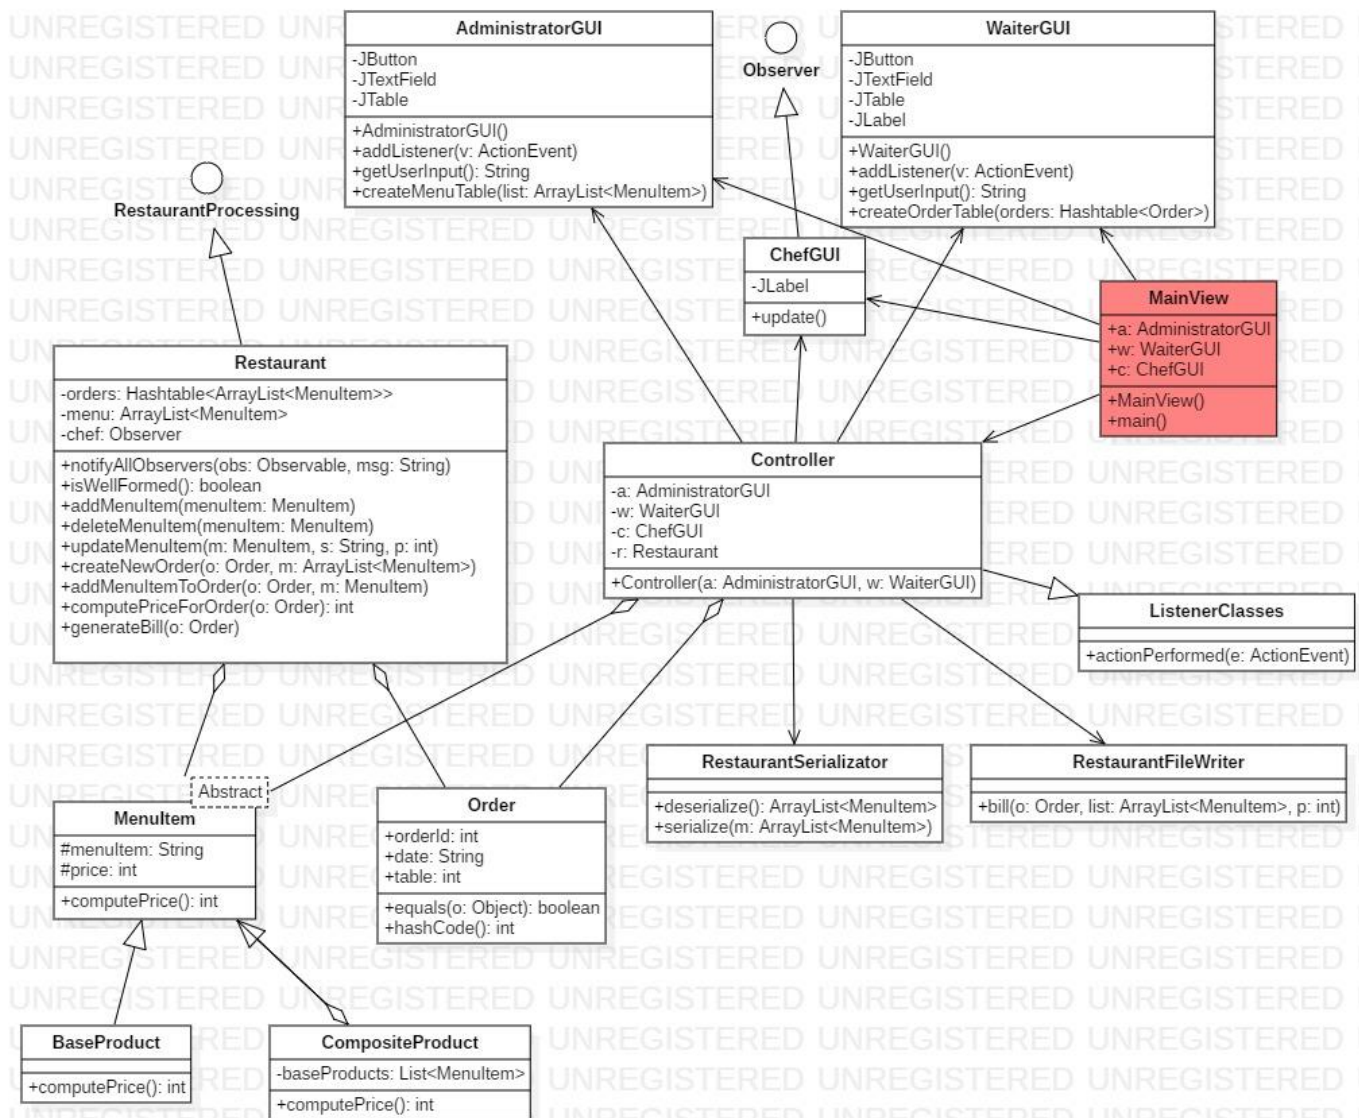 AdministratorGUI
-JButton
-JTextField
-JTable
+AdministratorGUI()
+addListener(v: ActionEvent)
+getUserInput(): String
+createMenuTable(list: ArrayList<MenuItem>)
Observer
WaiterGUI
-JButton
-JTextField
-JTable
-JLabel
+WaiterGUI()
+addListener(v: ActionEvent)
+getUserInput(): String
+createOrderTable(orders: Hashtable<Order>)
RestaurantProcessing
ChefGUI
-JLabel
+update()
MainView
+a: AdministratorGUI
+w: WaiterGUI
+c: ChefGUI
+MainView()
+main()
Restaurant
-orders: Hashtable<ArrayList<MenuItem>>
-menu: ArrayList<MenuItem>
-chef: Observer
+notifyAllObservers(obs: Observable, msg: String)
+isWellFormed(): boolean
+addMenuItem(menuItem: MenuItem)
+deleteMenuItem(menuItem: MenuItem)
+updateMenuItem(m: MenuItem, s: String, p: int)
+createNewOrder(o: Order, m: ArrayList<MenuItem>)
+addMenuItemToOrder(o: Order, m: MenuItem)
+computePriceForOrder(o: Order): int
+generateBill(o: Order)
Controller
-a: AdministratorGUI
-w: WaiterGUI
-c: ChefGUI
-r: Restaurant
+Controller(a: AdministratorGUI, w: WaiterGUI)
ListenerClasses
+actionPerformed(e: ActionEvent)
Abstract
MenuItem
#menuItem: String
#price: int
+computePrice(): int
Order
+orderId: int
+date: String
+table: int
+equals(o: Object): boolean
+hashCode(): int
RestaurantSerializator
+deserialize(): ArrayList<MenuItem>
+serialize(m: ArrayList<MenuItem>)
RestaurantFileWriter
+bill(o: Order, list: ArrayList<MenuItem>, p: int)
BaseProduct
+computePrice(): int
CompositeProduct
-baseProducts: List<MenuItem>
+computePrice(): int
UNREGISTERED